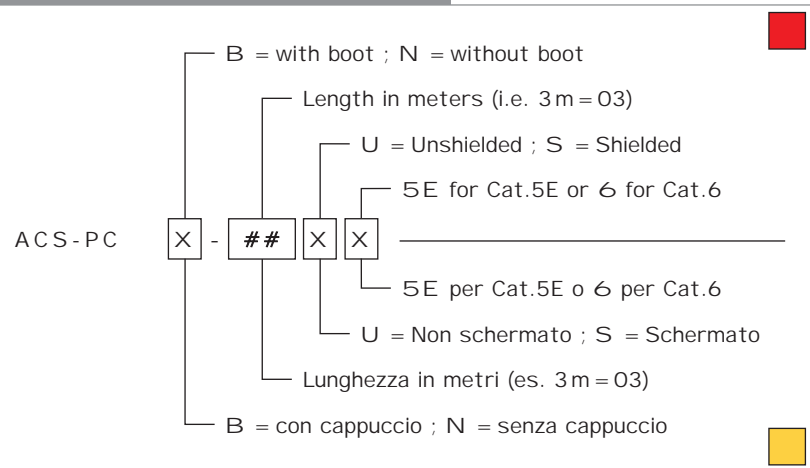 B = with boot ; N = without boot
Length in meters (i.e. 3 m = 03)
U = Unshielded ; S = Shielded
5E for Cat.5E or 6 for Cat.6
ACS-PC X - ## X X
5E per Cat.5E o 6 per Cat.6
U = Non schermato ; S = Schermato
Lunghezza in metri (es. 3 m = 03)
B = con cappuccio ; N = senza cappuccio